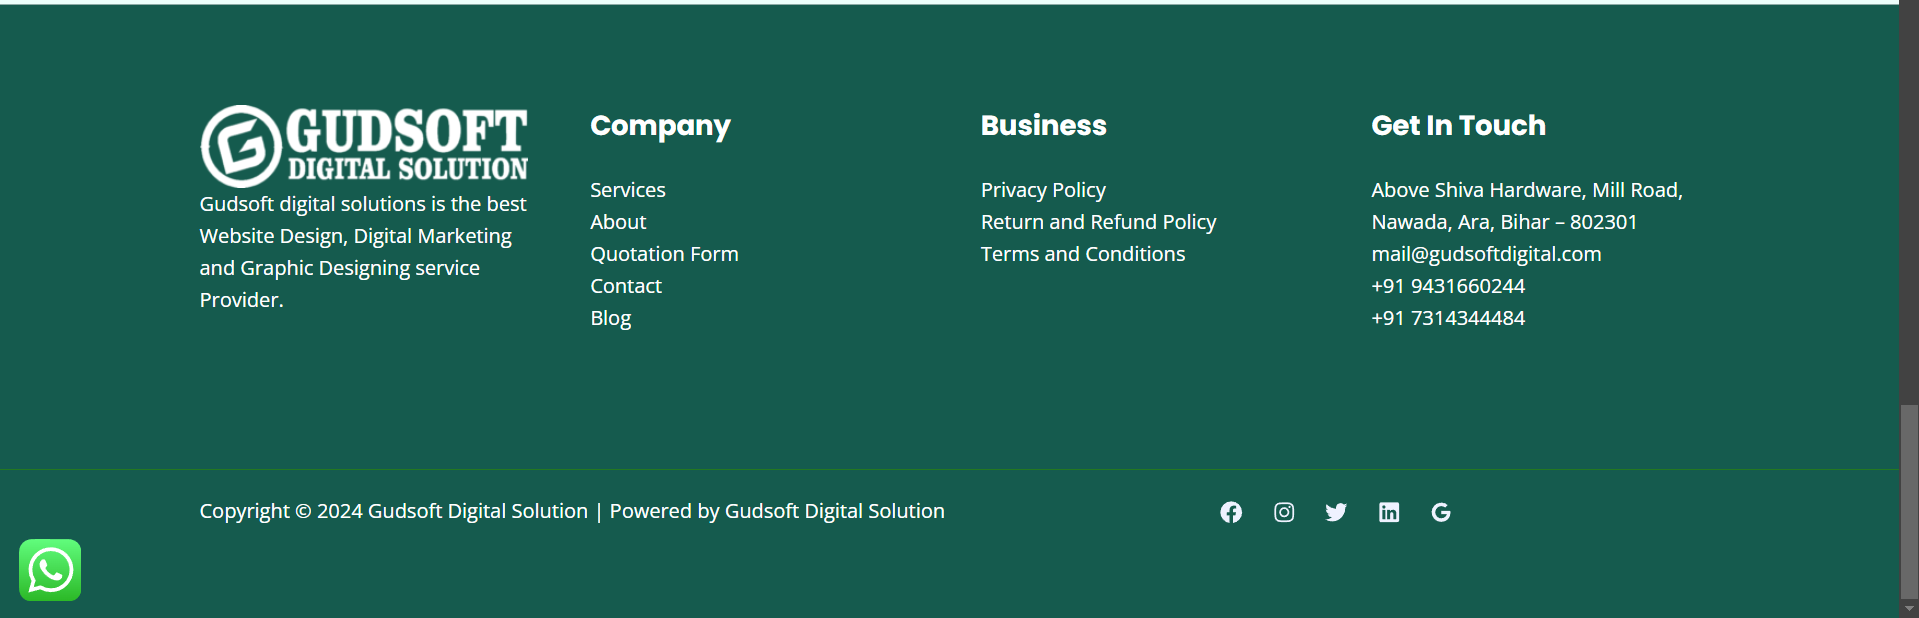 GUDSOFT
DIGITAL SOLUTION
Gudsoft digital solutions is the best
Website Design, Digital Marketing
and Graphic Designing service
Provider.
Company
Services
About
Quotation Form
Contact
Blog
Business
Privacy Policy
Return and Refund Policy
Terms and Conditions
Get In Touch
Above Shiva Hardware, Mill Road,
Nawada, Ara, Bihar – 802301
mail@gudsoftdigital.com
+91 9431660244
+91 7314344484
Copyright © 2024 Gudsoft Digital Solution | Powered by Gudsoft Digital Solution